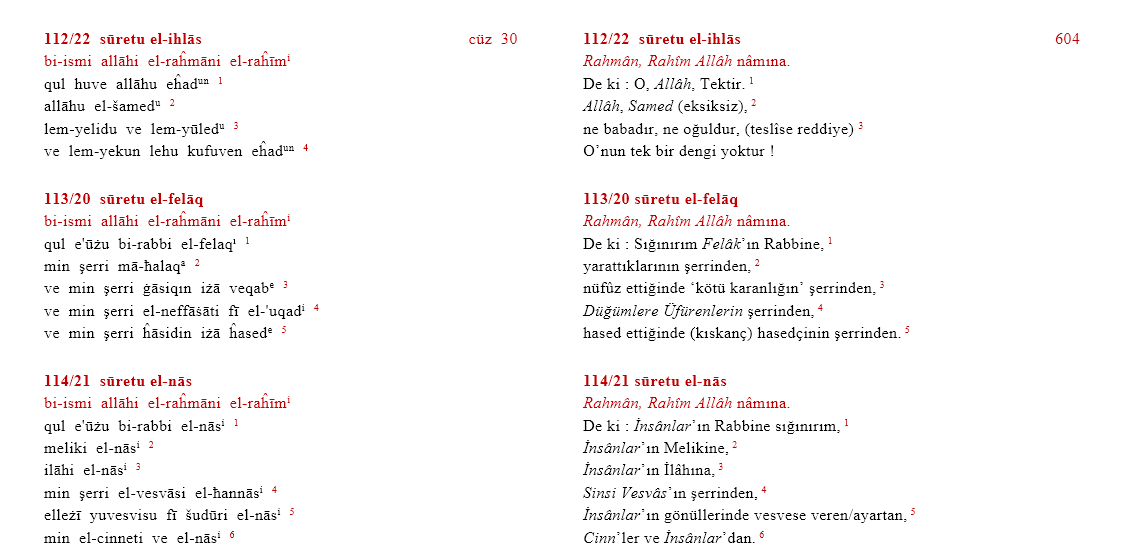 112/22 sūretu el-ihlās cüz 30
bi-ismi allāhi el-raĥmāni el-raĥīmⁱ
qul huve allāhu eĥadᵘⁿ 1
allāhu el-šamedᵘ 2
lem-yelidu ve lem-yūledᵘ 3
ve lem-yekun lehu kufuven eĥadᵘⁿ 4
113/20 sūretu el-felāq
bi-ismi allāhi el-raĥmāni el-raĥīmⁱ
qul e'ūżu bi-rabbi el-felaqⁱ 1
min şerri mā-ħalaqᵃ 2
ve min şerri ġāsiqın iżā veqabᵉ 3
ve min şerri el-neffāśāti fī el-'uqadⁱ 4
ve min şerri ĥāsidin iżā ĥasedᵉ 5
114/21 sūretu el-nās
bi-ismi allāhi el-raĥmāni el-raĥīmⁱ
qul e'ūżu bi-rabbi el-nāsⁱ 1
meliki el-nāsⁱ 2
ilāhi el-nāsⁱ 3
min şerri el-vesvāsi el-ħannāsⁱ 4
elleżī yuvesvisu fī šudūri el-nāsⁱ 5
min el-cinneti ve el-nāsⁱ 6
112/22 sūretu el-ihlās 604
Rahmân, Rahîm Allâh nâmına.
De ki : O, Allâh, Tektir. 1
Allâh, Samed (eksiksiz), 2
ne babadır, ne oğuldur, (teslîse reddiye) 3
O’nun tek bir dengi yoktur !
113/20 sūretu el-felāq
Rahmân, Rahîm Allâh nâmına.
De ki : Sığınırım Felâk’ın Rabbine, 1
yarattıklarının şerrinden, 2
nüfûz ettiğinde ‘kötü karanlığın’ şerrinden, 3
Düğümlere Üfürenlerin şerrinden, 4
hased ettiğinde (kıskanç) hasedçinin şerrinden. 5
114/21 sūretu el-nās
Rahmân, Rahîm Allâh nâmına.
De ki : İnsânlar’ın Rabbine sığınırım, 1
İnsânlar’ın Melikine, 2
İnsânlar’ın İlâhına, 3
Sinsi Vesvâs’ın şerrinden, 4
İnsânlar’ın gönüllerinde vesvese veren/ayartan, 5
Cinn’ler ve İnsânlar’dan. 6